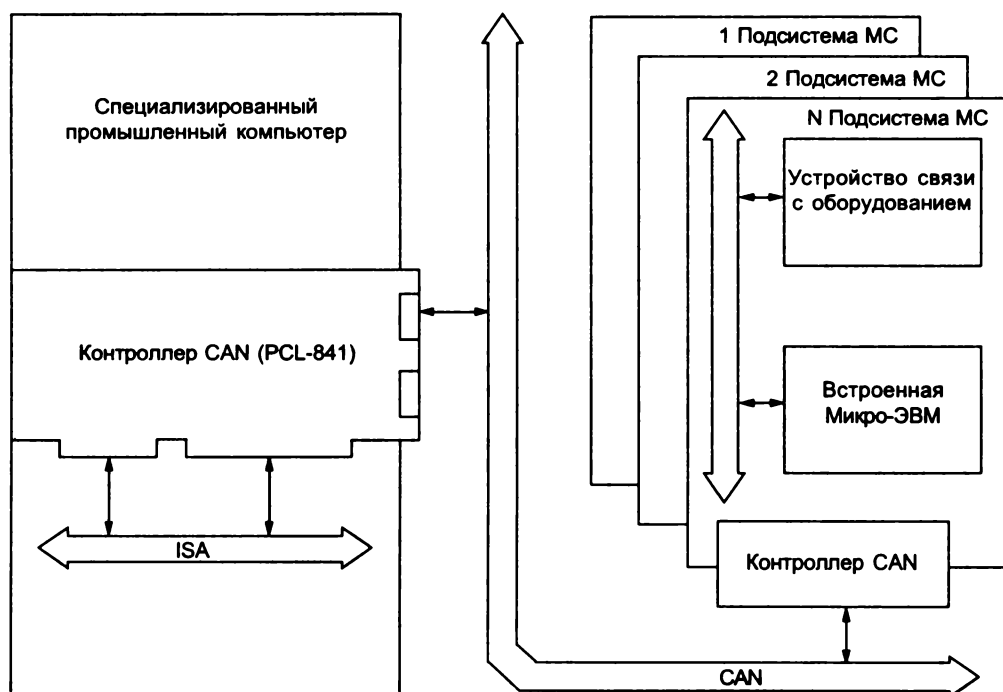 Специализированный
промышленный компьютер
Контроллер CAN (PCL-841)
ISA
1 Подсистема МС
2 Подсистема МС
N Подсистема МС
Устройство связи
с оборудованием
Встроенная
Микро-ЭВМ
Контроллер CAN
CAN